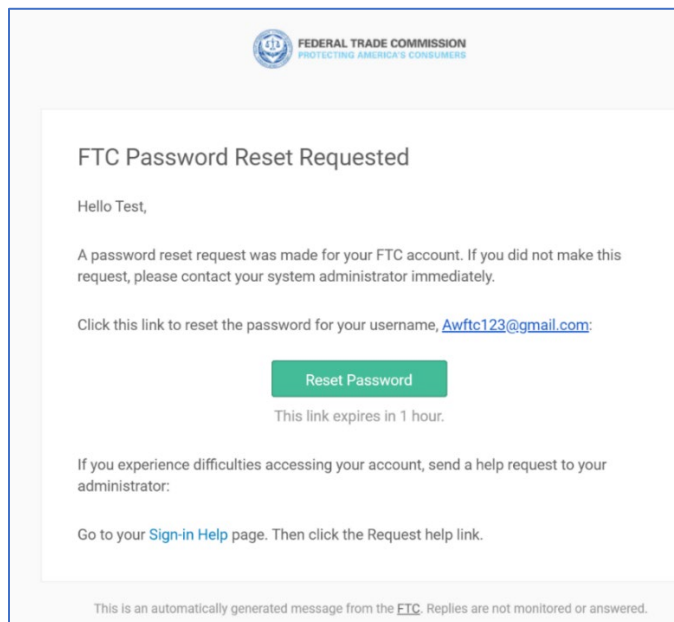 FEDERAL TRADE COMMISSION
PROTECTING AMERICA'S CONSUMERS
FTC Password Reset Requested
Hello Test,
A password reset request was made for your FTC account. If you did not make this
request, please contact your system administrator immediately.
Click this link to reset the password for your username, Awftc123@gmail.com:
Reset Password
This link expires in 1 hour.
If you experience difficulties accessing your account, send a help request to your
administrator:
Go to your Sign-in Help page. Then click the Request help link.
This is an automatically generated message from the FTC. Replies are not monitored or answered.